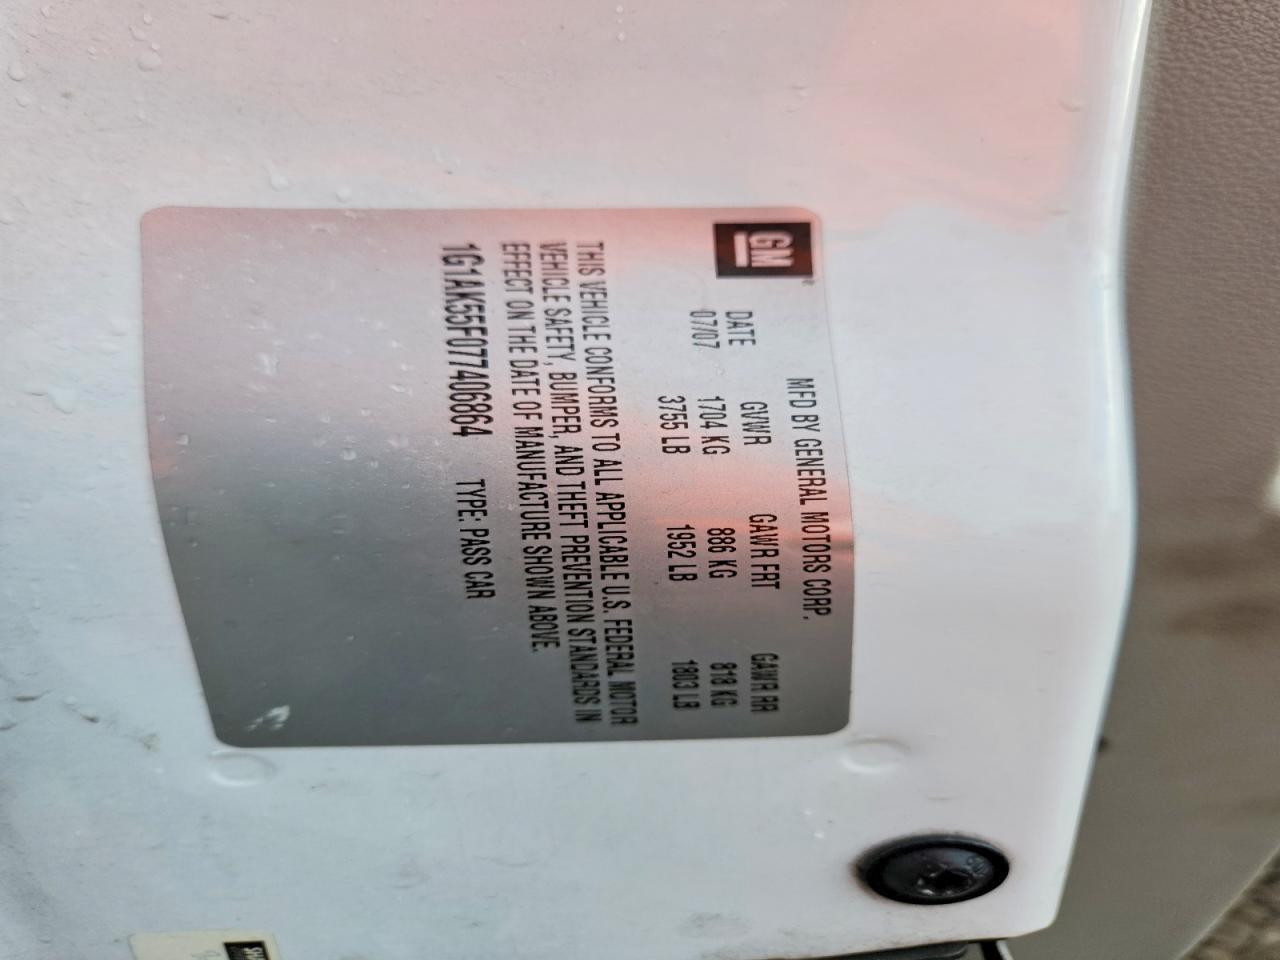 GM
MFD BY GENERAL MOTORS CORP.
DATE GVWR GAWR FRT GAWR RR
07/07 1704 KG 886 KG 818 KG
3755 LB 1952 LB 1803 LB
THIS VEHICLE CONFORMS TO ALL APPLICABLE U.S. FEDERAL MOTOR
VEHICLE SAFETY, BUMPER, AND THEFT PREVENTION STANDARDS IN
EFFECT ON THE DATE OF MANUFACTURE SHOWN ABOVE.
1G1AK55F077406864 TYPE: PASS CAR